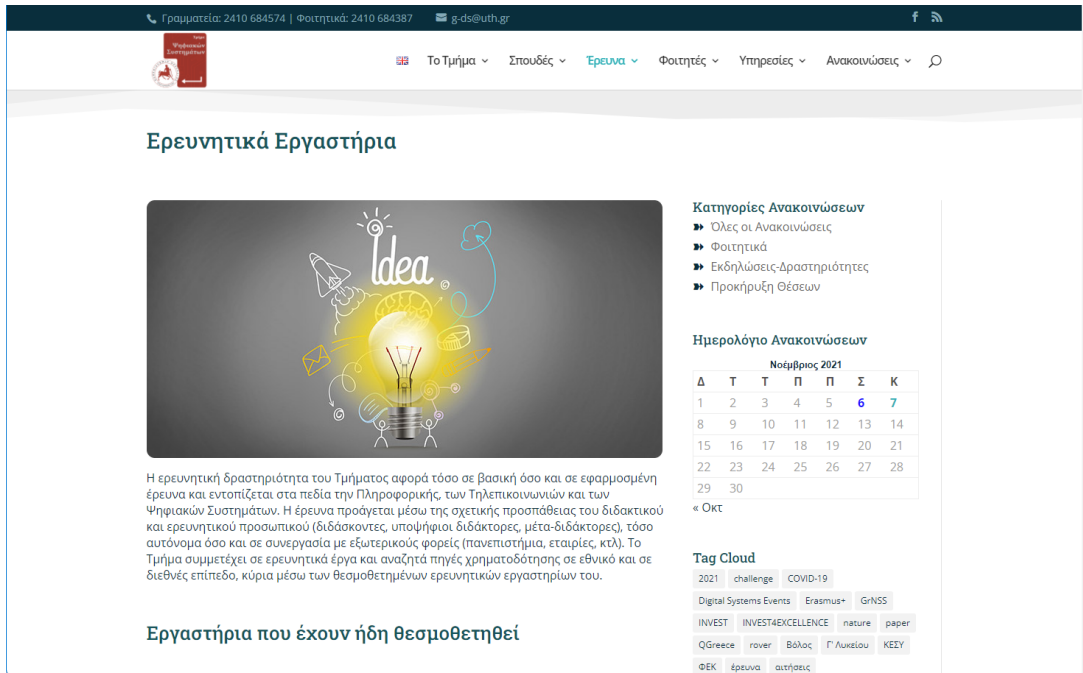 Γραμματεία: 2410 684574 | Φοιτητικά: 2410 684387 g-ds@uth.gr
Τμήμα
Ψηφιακών
Συστημάτων
Το Τμήμα Σπουδές Έρευνα Φοιτητές Υπηρεσίες Ανακοινώσεις
Ερευνητικά Εργαστήρια
Idea
Η ερευνητική δραστηριότητα του Τμήματος αφορά τόσο σε βασική όσο και σε εφαρμοσμένη
έρευνα και εντοπίζεται στα πεδία την Πληροφορικής, των Τηλεπικοινωνιών και των
Ψηφιακών Συστημάτων. Η έρευνα προάγεται μέσω της σχετικής προσπάθειας του διδακτικού
και ερευνητικού προσωπικού (διδάσκοντες, υποψήφιοι διδάκτορες, μέτα-διδάκτορες), τόσο
αυτόνομα όσο και σε συνεργασία με εξωτερικούς φορείς (πανεπιστήμια, εταιρίες, κτλ). Το
Τμήμα συμμετέχει σε ερευνητικά έργα και αναζητά πηγές χρηματοδότησης σε εθνικό και σε
διεθνές επίπεδο, κύρια μέσω των θεσμοθετημένων ερευνητικών εργαστηρίων του.
Εργαστήρια που έχουν ήδη θεσμοθετηθεί
Κατηγορίες Ανακοινώσεων
Όλες οι Ανακοινώσεις
Φοιτητικά
Εκδηλώσεις-Δραστηριότητες
Προκήρυξη Θέσεων
Ημερολόγιο Ανακοινώσεων
Νοέμβριος 2021
Δ Τ Τ Π Π Σ Κ
1 2 3 4 5 6 7
8 9 10 11 12 13 14
15 16 17 18 19 20 21
22 23 24 25 26 27 28
29 30
« Οκτ
Tag Cloud
2021 challenge COVID-19
Digital Systems Events Erasmus+ GrNSS
INVEST INVEST4EXCELLENCE nature paper
QGreece rover Βόλος Γ' Λυκείου ΚΕΣΥ
ΦΕΚ έρευνα αιτήσεις